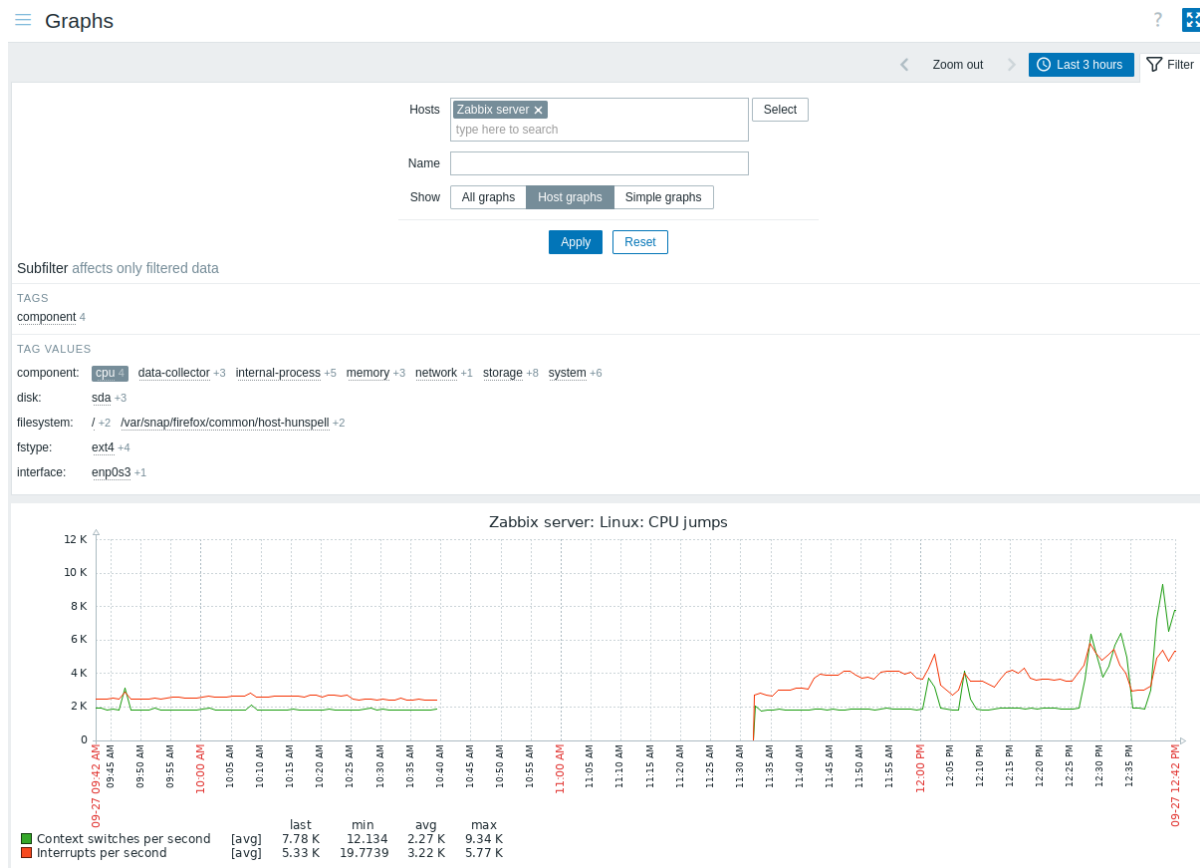 Graphs
?
Zoom out Last 3 hours Filter
Hosts Zabbix server Select
type here to search
Name
Show All graphs Host graphs Simple graphs
Apply Reset
Subfilter affects only filtered data
TAGS
component 4
TAG VALUES
component: cpu 4 data-collector +3 internal-process +5 memory +3 network +1 storage +8 system +6
disk: sda +3
filesystem: / +2 /var/snap/firefox/common/host-hunspell +2
fstype: ext4 +4
interface: enp0s3 +1
Zabbix server: Linux: CPU jumps
12 K
10 K
8 K
6 K
4 K
2 K
0
09-27 09:42 AM
09:45 AM
09:50 AM
09:55 AM
10:00 AM
10:05 AM
10:10 AM
10:15 AM
10:20 AM
10:25 AM
10:30 AM
10:35 AM
10:40 AM
10:45 AM
10:50 AM
10:55 AM
11:00 AM
11:05 AM
11:10 AM
11:15 AM
11:20 AM
11:25 AM
11:30 AM
11:35 AM
11:40 AM
11:45 AM
11:50 AM
11:55 AM
12:00 PM
12:05 PM
12:10 PM
12:15 PM
12:20 PM
12:25 PM
12:30 PM
12:35 PM
09-27 12:42 PM
last min avg max
Context switches per second [avg] 7.78 K 12.134 2.27 K 9.34 K
Interrupts per second [avg] 5.33 K 19.7739 3.22 K 5.77 K